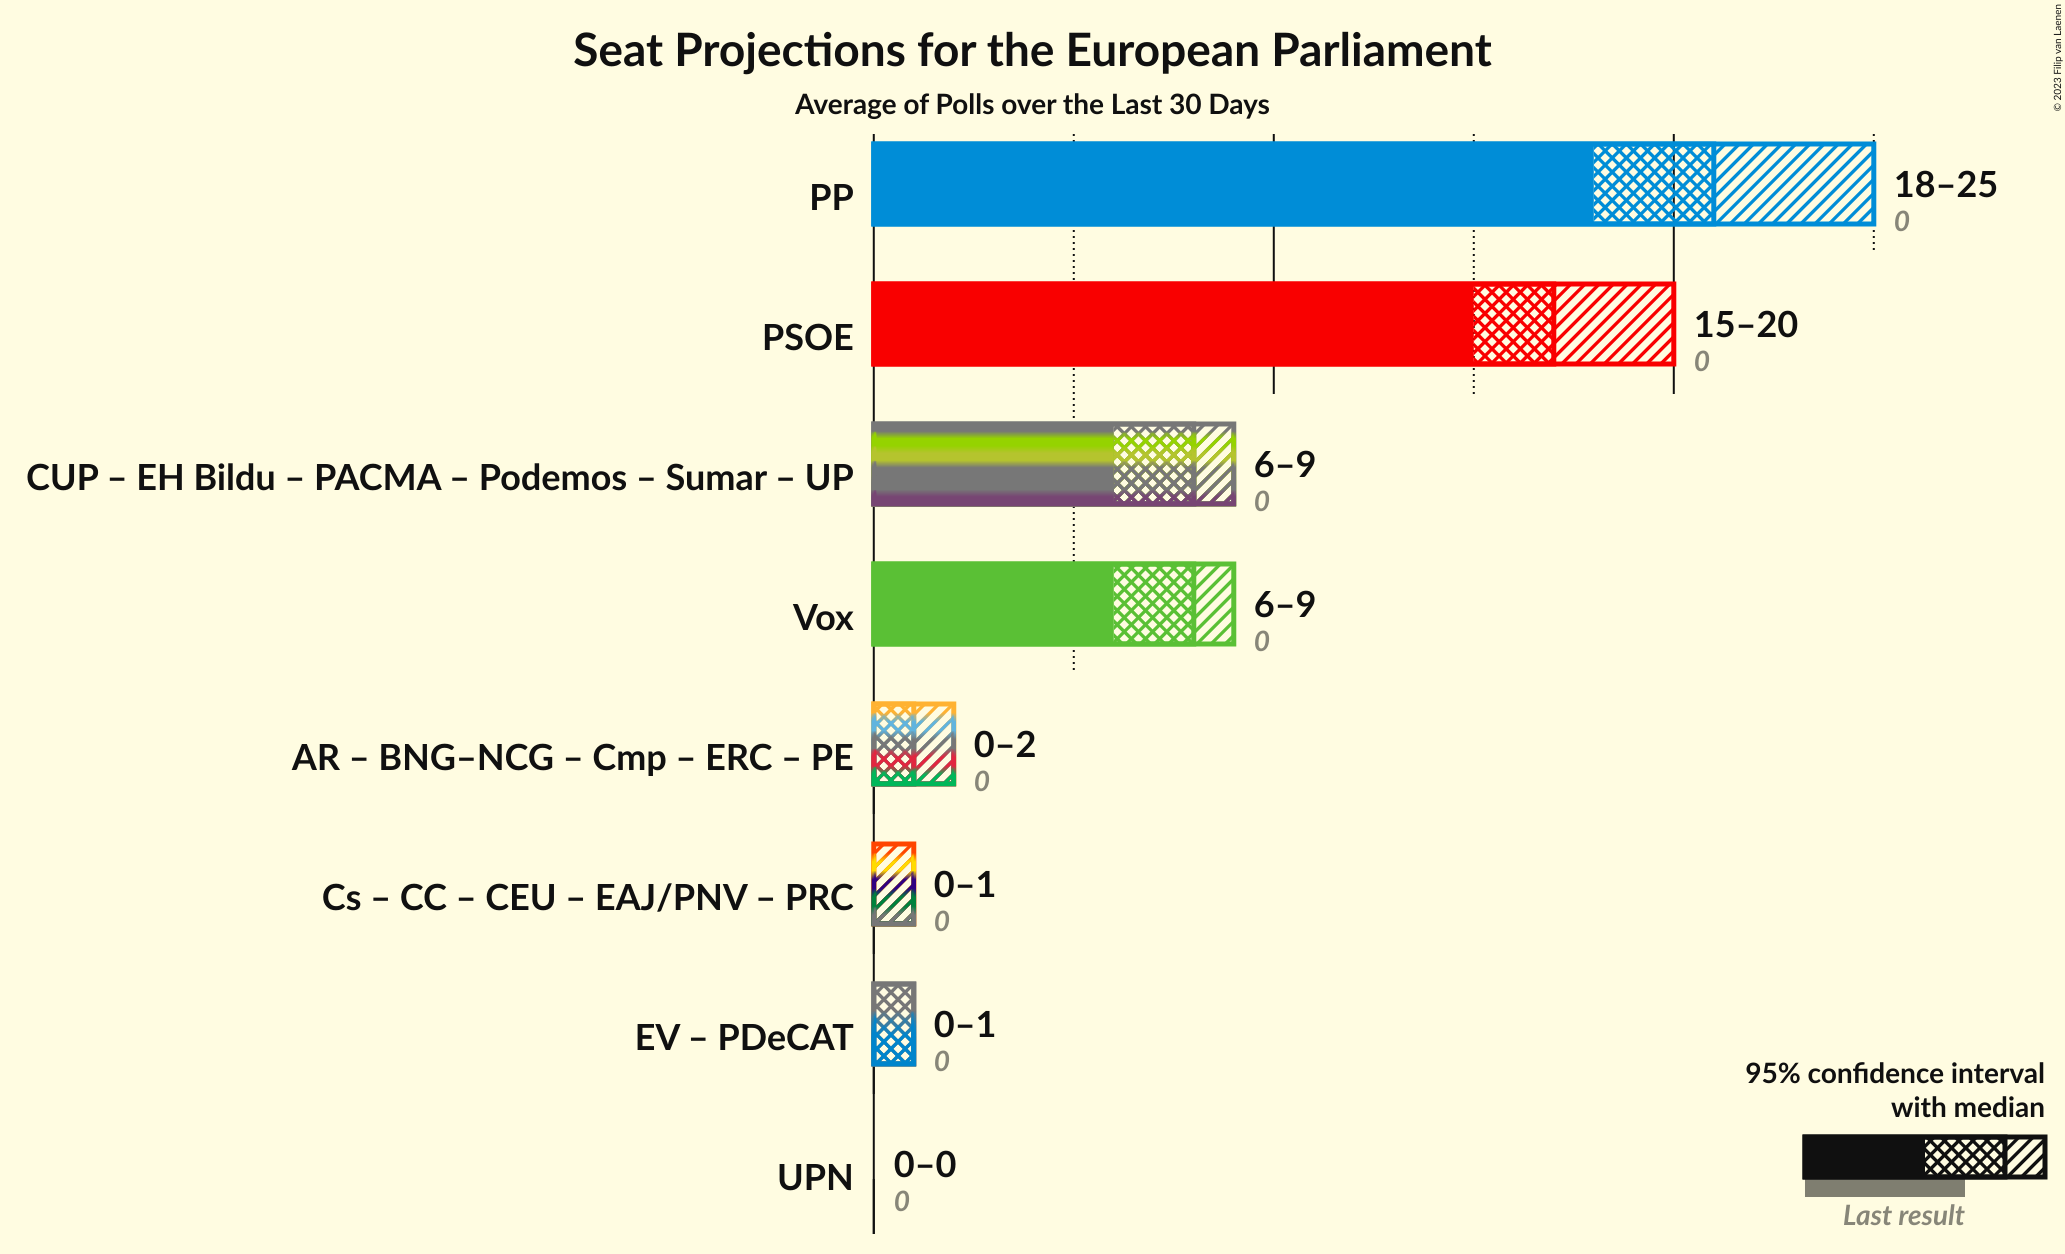 Seat Projections for the European Parliament
Average of Polls over the Last 30 Days
© 2023 Filip van Laenen
PP
18–25
0
PSOE
15–20
0
CUP – EH Bildu – PACMA – Podemos – Sumar – UP
6–9
0
Vox
6–9
0
AR – BNG–NCG – Cmp – ERC – PE
0–2
0
Cs – CC – CEU – EAJ/PNV – PRC
0–1
0
EV – PDeCAT
0–1
0
UPN
0–0
0
95% confidence interval
with median
Last result